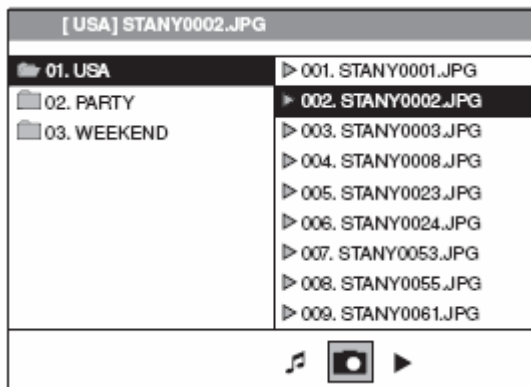 [ USA] STANY0002.JPG
01. USA
02. PARTY
03. WEEKEND
001. STANY0001.JPG
002. STANY0002.JPG
003. STANY0003.JPG
004. STANY0008.JPG
005. STANY0023.JPG
006. STANY0024.JPG
007. STANY0053.JPG
008. STANY0055.JPG
009. STANY0061.JPG